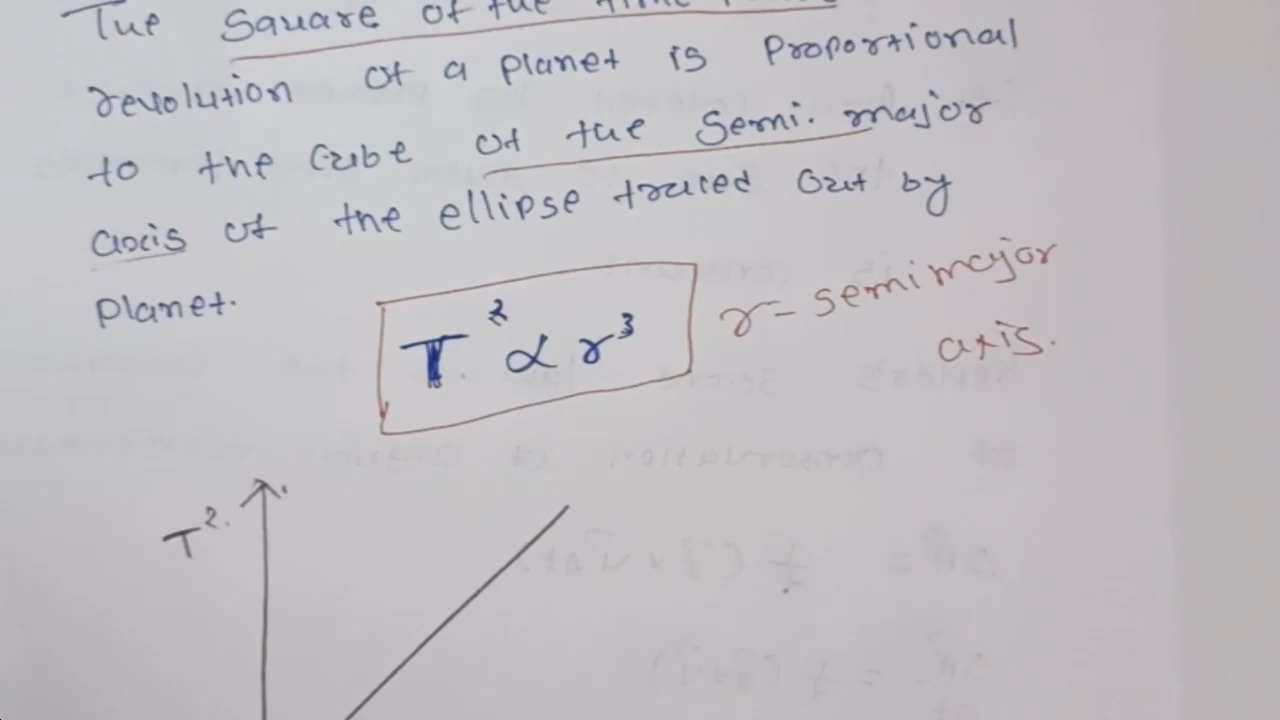 The Square of the
revolution of a planet is Proportional
to the Cube of the Semi. major
axis of the ellipse traced out by
Planet.
T² ∝ r³
r = semimajor
axis.
T².